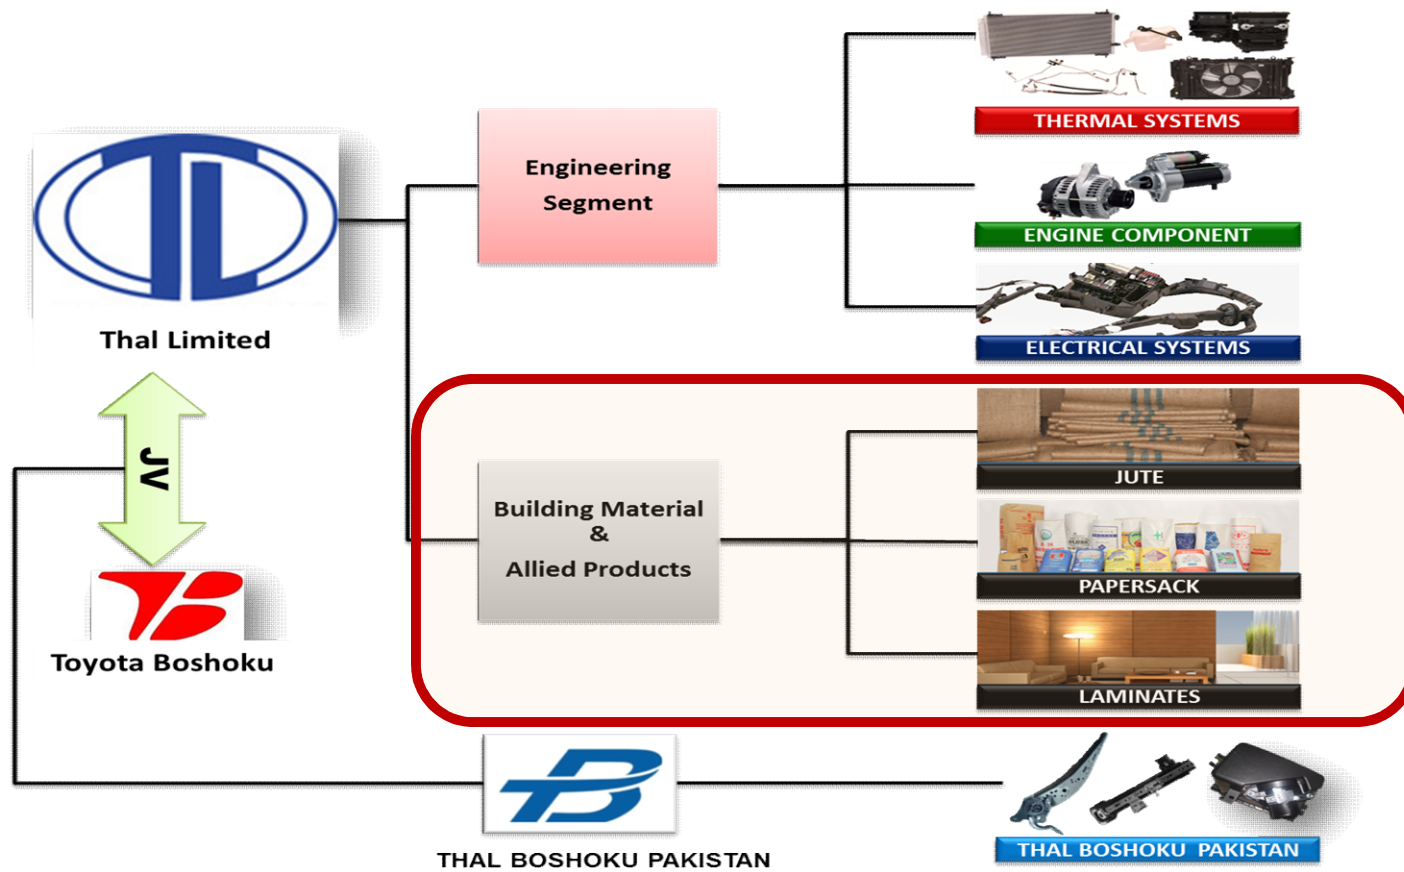 Thal Limited
JV
Toyota Boshoku
Engineering
Segment
THERMAL SYSTEMS
ENGINE COMPONENT
ELECTRICAL SYSTEMS
Building Material
&
Allied Products
JUTE
PAPERSACK
LAMINATES
THAL BOSHOKU PAKISTAN
THAL BOSHOKU PAKISTAN